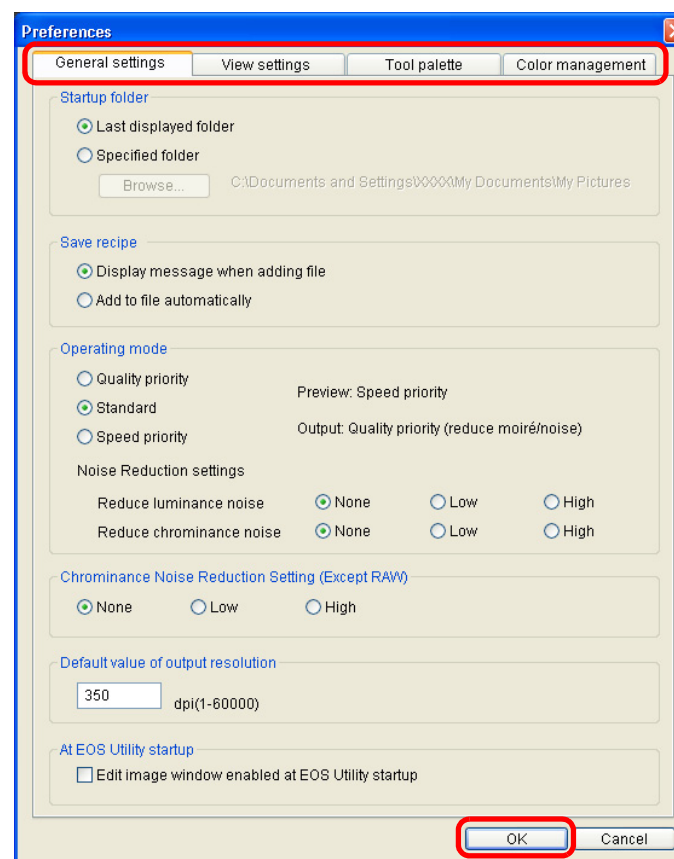 Preferences
General settings View settings Tool palette Color management
Startup folder
Last displayed folder
Specified folder
Browse... C:\Documents and Settings\XXXX\My Documents\My Pictures
Save recipe
Display message when adding file
Add to file automatically
Operating mode
Quality priority
Preview: Speed priority
Standard
Output: Quality priority (reduce moiré/noise)
Speed priority
Noise Reduction settings
Reduce luminance noise None Low High
Reduce chrominance noise None Low High
Chrominance Noise Reduction Setting (Except RAW)
None Low High
Default value of output resolution
350 dpi(1-60000)
At EOS Utility startup
Edit image window enabled at EOS Utility startup
OK Cancel